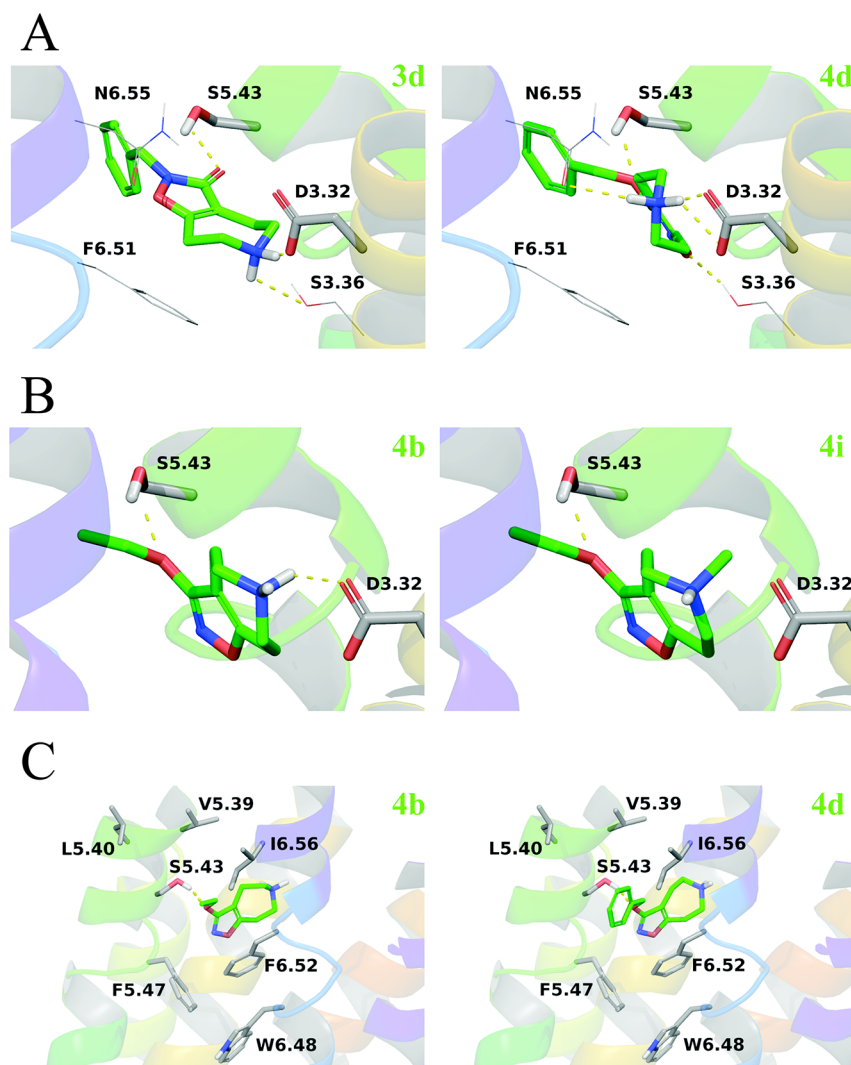 A
3d
N6.55
S5.43
D3.32
F6.51
S3.36
4d
N6.55
S5.43
D3.32
F6.51
S3.36
B
4b
S5.43
D3.32
4i
S5.43
D3.32
C
4b
V5.39
L5.40
I6.56
S5.43
F6.52
F5.47
W6.48
4d
V5.39
L5.40
I6.56
S5.43
F6.52
F5.47
W6.48